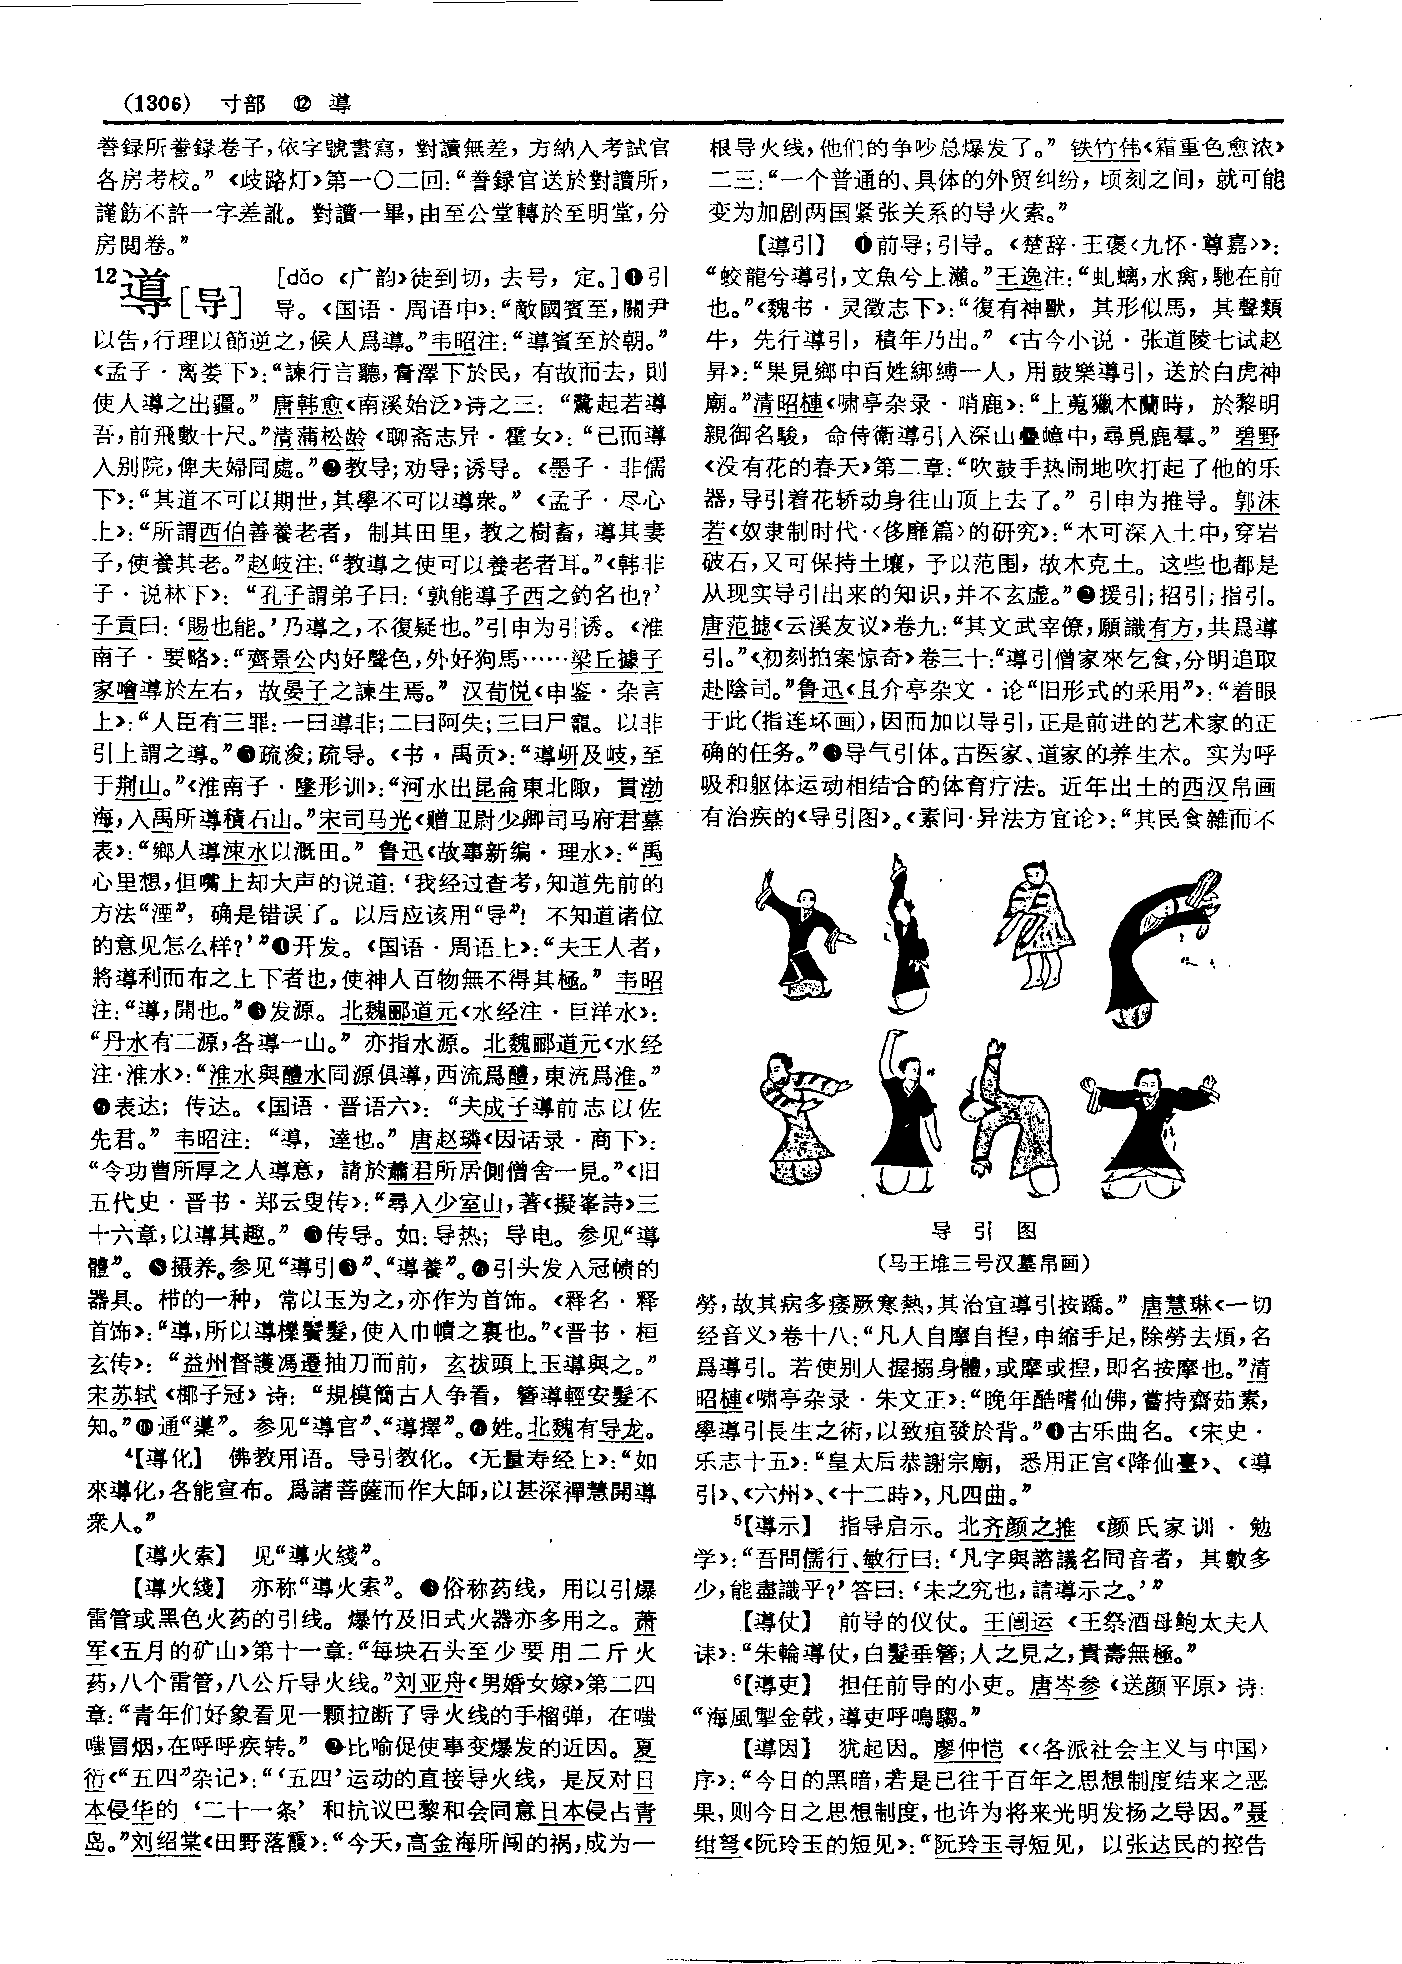 (1306) 寸部 ⑫ 導
誊録所誊録卷子，依字號書寫，對讀無差，方納入考試官
各房考校。”《歧路灯》第一〇二回：“誊録官送於對讀所，
謹飭不許一字差訛。對讀一畢，由至公堂轉於至明堂，分
房閲卷。”
12導［导］ ［dǎo 《广韵》徒到切，去号，定。］❶引
导。《国语·周语中》：“敵國賓至，關尹
以告，行理以節逆之，候人爲導。”韦昭注：“導賓至於朝。”
《孟子·离娄下》：“諫行言聽，膏澤下於民，有故而去，則
使人導之出疆。”唐韩愈《南溪始泛》诗之三：“驚起若導
吾，前飛數十尺。”清蒲松龄《聊斋志异·霍女》：“已而導
入别院，俾夫婦同處。”❷教导；劝导；诱导。《墨子·非儒
下》：“其道不可以期世，其學不可以導衆。”《孟子·尽心
上》：“所謂西伯善養老者，制其田里，教之樹畜，導其妻
子，使養其老。”赵岐注：“教導之使可以養老者耳。”《韩非
子·说林下》：“孔子謂弟子曰：‘孰能導子西之釣名也？’
子貢曰：‘賜也能。’乃導之，不復疑也。”引申为引诱。《淮
南子·要略》：“齊景公内好聲色，外好狗馬……梁丘據子
家噲導於左右，故晏子之諫生焉。”汉荀悦《申鉴·杂言
上》：“人臣有三罪：一曰導非；二曰阿失；三曰尸寵。以非
引上謂之導。”❸疏浚；疏导。《书·禹贡》：“導岍及岐，至
于荆山。”《淮南子·墬形训》：“河水出昆侖東北陬，貫渤
海，入禹所導積石山。”宋司马光《赠卫尉少卿司马府君墓
表》：“鄉人導涑水以溉田。”鲁迅《故事新编·理水》：“禹
心里想，但嘴上却大声的说道：‘我经过查考，知道先前的
方法“湮”，确是错误了。以后应该用“导”！不知道诸位
的意见怎么样？’”❹开发。《国语·周语上》：“夫王人者，
將導利而布之上下者也，使神人百物無不得其極。”韦昭
注：“導，開也。”❺发源。北魏郦道元《水经注·巨洋水》：
“丹水有二源，各導一山。”亦指水源。北魏郦道元《水经
注·淮水》：“淮水與醴水同源俱導，西流爲醴，東流爲淮。”
❻表达；传达。《国语·晋语六》：“夫成子導前志以佐
先君。”韦昭注：“導，達也。”唐赵璘《因话录·商下》：
“令功曹所厚之人導意，請於蕭君所居側僧舍一見。”《旧
五代史·晋书·郑云叟传》：“尋入少室山，著《擬峯詩》三
十六章，以導其趣。”❼传导。如：导热；导电。参见“導
體”。❽摄养。参见“導引❸”、“導養”。❾引头发入冠帻的
器具。栉的一种，常以玉为之，亦作为首饰。《释名·释
首饰》：“導，所以導櫟鬢髮，使入巾幘之裏也。”《晋书·桓
玄传》：“益州督護馮遷抽刀而前，玄拔頭上玉導與之。”
宋苏轼《椰子冠》诗：“規模簡古人争看，簪導輕安髮不
知。”❿通“䆃”。参见“導官”、“導擇”。⓫姓。北魏有导龙。
4【導化】 佛教用语。导引教化。《无量寿经上》：“如
來導化，各能宣布。爲諸菩薩而作大師，以甚深禪慧開導
衆人。”
【導火索】 见“導火綫”。
【導火綫】 亦称“導火索”。❶俗称药线，用以引爆
雷管或黑色火药的引线。爆竹及旧式火器亦多用之。萧
军《五月的矿山》第十一章：“每块石头至少要用二斤火
药，八个雷管，八公斤导火线。”刘亚舟《男婚女嫁》第二四
章：“青年们好象看见一颗拉断了导火线的手榴弹，在嗤
嗤冒烟，在呼呼疾转。”❷比喻促使事变爆发的近因。夏
衍《“五四”杂记》：“‘五四’运动的直接导火线，是反对日
本侵华的‘二十一条’和抗议巴黎和会同意日本侵占青
岛。”刘绍棠《田野落霞》：“今天，高金海所闯的祸，成为一
根导火线，他们的争吵总爆发了。”铁竹伟《霜重色愈浓》
二三：“一个普通的、具体的外贸纠纷，顷刻之间，就可能
变为加剧两国紧张关系的导火索。”
【導引】 ❶前导；引导。《楚辞·王褒〈九怀·尊嘉〉》：
“蛟龍兮導引，文魚兮上瀨。”王逸注：“虬螭，水禽，馳在前
也。”《魏书·灵徵志下》：“復有神獸，其形似馬，其聲類
牛，先行導引，積年乃出。”《古今小说·张道陵七试赵
昇》：“果見鄉中百姓綁縛一人，用鼓樂導引，送於白虎神
廟。”清昭槤《啸亭杂录·哨鹿》：“上蒐獵木蘭時，於黎明
親御名駿，命侍衛導引入深山疊嶂中，尋覓鹿羣。”碧野
《没有花的春天》第二章：“吹鼓手热闹地吹打起了他的乐
器，导引着花轿动身往山顶上去了。”引申为推导。郭沫
若《奴隶制时代·〈侈靡篇〉的研究》：“木可深入土中，穿岩
破石，又可保持土壤，予以范围，故木克土。这些也都是
从现实导引出来的知识，并不玄虚。”❷援引；招引；指引。
唐范摅《云溪友议》卷九：“其文武宰僚，願識有方，共爲導
引。”《初刻拍案惊奇》卷三十：“導引僧家來乞食，分明追取
赴陰司。”鲁迅《且介亭杂文·论“旧形式的采用”》：“着眼
于此（指连环画），因而加以导引，正是前进的艺术家的正
确的任务。”❸导气引体。古医家、道家的养生术。实为呼
吸和躯体运动相结合的体育疗法。近年出土的西汉帛画
有治疾的《导引图》。《素问·异法方宜论》：“其民食雜而不
导引图
（马王堆三号汉墓帛画）
勞，故其病多痿厥寒熱，其治宜導引按蹻。”唐慧琳《一切
经音义》卷十八：“凡人自摩自捏，申縮手足，除勞去煩，名
爲導引。若使别人握搦身體，或摩或捏，即名按摩也。”清
昭槤《啸亭杂录·朱文正》：“晚年酷嗜仙佛，嘗持齋茹素，
學導引長生之術，以致疽發於背。”❹古乐曲名。《宋史·
乐志十五》：“皇太后恭謝宗廟，悉用正宫《降仙臺》、《導
引》、《六州》、《十二時》，凡四曲。”
5【導示】 指导启示。北齐颜之推《颜氏家训·勉
学》：“吾問儒行、敏行曰：‘凡字與諮議名同音者，其數多
少，能盡識乎？’答曰：‘未之究也，請導示之。’”
【導仗】 前导的仪仗。王闿运《王祭酒母鲍太夫人
诔》：“朱輪導仗，白髮垂簪；人之見之，貴壽無極。”
6【導吏】 担任前导的小吏。唐岑参《送颜平原》诗：
“海風掣金戟，導吏呼鳴騶。”
【導因】 犹起因。廖仲恺《〈各派社会主义与中国〉
序》：“今日的黑暗，若是已往千百年之思想制度结来之恶
果，则今日之思想制度，也许为将来光明发扬之导因。”聂
绀弩《阮玲玉的短见》：“阮玲玉寻短见，以张达民的控告